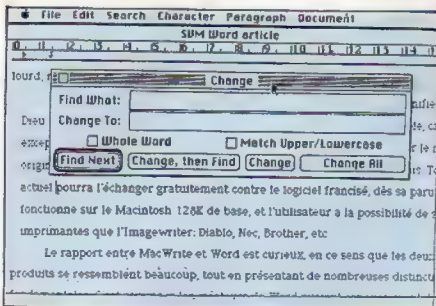 File Edit Search Character Paragraph Document
SVM Word article
lourd,
Change
Find What:
Change To:
Dieu
Whole Word Match Upper/Lowercase
excep
Find Next Change, then Find Change Change All
origin
actuel pourra l'échanger gratuitement contre le logiciel francisé, dès sa paru
fonctionne sur le Macintosh 128K de base, et l'utilisateur a la possibilité de
imprimantes que l'Imagewriter: Diablo, Nec, Brother, etc
Le rapport entre MacWrite et Word est curieux, en ce sens que les deux
produits se ressemblent beaucoup, tout en présentant de nombreuses distinct